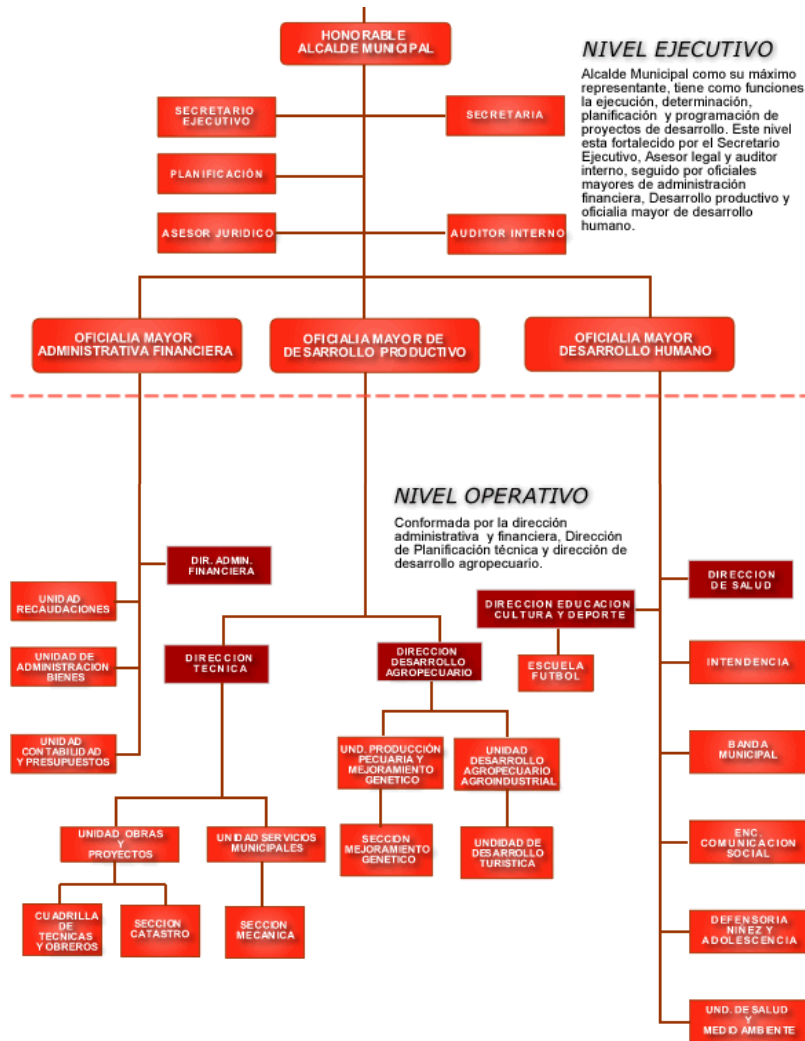 HONORABLE
ALCALDE MUNICIPAL
NIVEL EJECUTIVO
Alcalde Municipal como su máximo
representante, tiene como funciones
la ejecución, determinación,
planificación y programación de
proyectos de desarrollo. Este nivel
esta fortalecido por el Secretario
Ejecutivo, Asesor legal y auditor
interno, seguido por oficiales
mayores de administración
financiera, Desarrollo productivo y
oficialia mayor de desarrollo
humano.
SECRETARIO
EJECUTIVO
SECRETARIA
PLANIFICACIÓN
ASESOR JURIDICO
AUDITOR INTERNO
OFICIALIA MAYOR
ADMINISTRATIVA FINANCIERA
OFICIALIA MAYOR DE
DESARROLLO PRODUCTIVO
OFICIALIA MAYOR
DESARROLLO HUMANO
NIVEL OPERATIVO
Conformada por la dirección
administrativa y financiera, Dirección
de Planificación técnica y dirección de
desarrollo agropecuario.
DIR. ADMIN.
FINANCIERA
UNIDAD
RECAUDACIONES
UNIDAD DE
ADMINISTRACION
BIENES
UNIDAD
CONTABILIDAD
Y PRESUPUESTOS
DIRECCION
TECNICA
DIRECCION
DESARROLLO
AGROPECUARIO
DIRECCION EDUCACION
CULTURA Y DEPORTE
ESCUELA
FUTBOL
DIRECCION
DE SALUD
INTENDENCIA
BANDA
MUNICIPAL
ENC.
COMUNICACION
SOCIAL
DEFENSORIA
NIÑEZ Y
ADOLESCENCIA
UND. DE SALUD
Y
MEDIO AMBIENTE
UND. PRODUCCIÓN
PECUARIA Y
MEJORAMIENTO
GENETICO
UNIDAD
DESARROLLO
AGROPECUARIO
AGROINDUSTRIAL
SECCION
MEJORAMIENTO
GENETICO
UNDIDAD DE
DESARROLLO
TURISTICA
UNIDAD OBRAS
Y
PROYECTOS
UNIDAD SERVICIOS
MUNICIPALES
CUADRILLA
DE
TECNICAS
Y OBREROS
SECCION
CATASTRO
SECCION
MECANICA